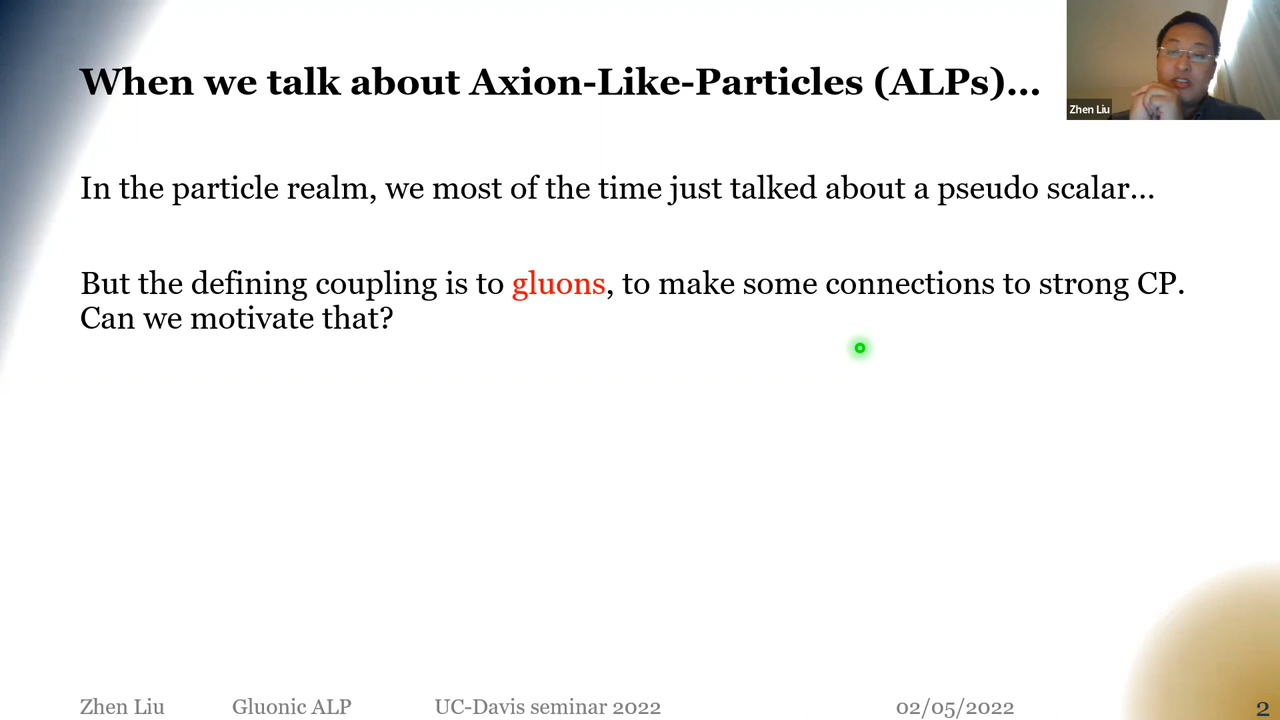 When we talk about Axion-Like-Particles (ALPs)...
Zhen Liu
In the particle realm, we most of the time just talked about a pseudo scalar...
But the defining coupling is to gluons, to make some connections to strong CP.
Can we motivate that?
Zhen Liu Gluonic ALP UC-Davis seminar 2022 02/05/2022 2